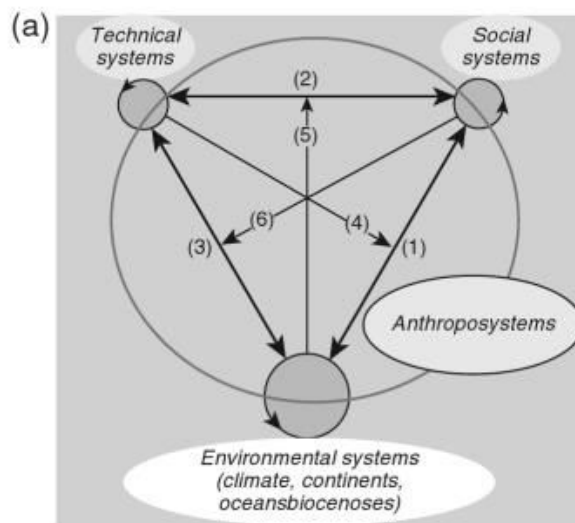 (a)
Technical
systems
Social
systems
(2)
(5)
(6)
(4)
(3)
(1)
Anthroposystems
Environmental systems
(climate, continents,
oceansbiocenoses)